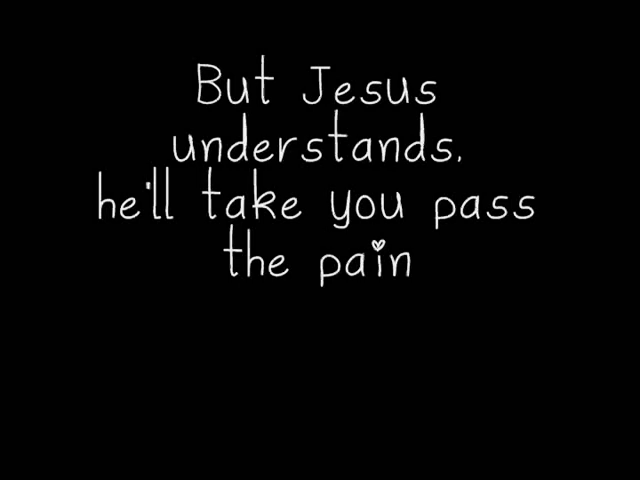 But Jesus
understands.
he'll take you pass
the pain